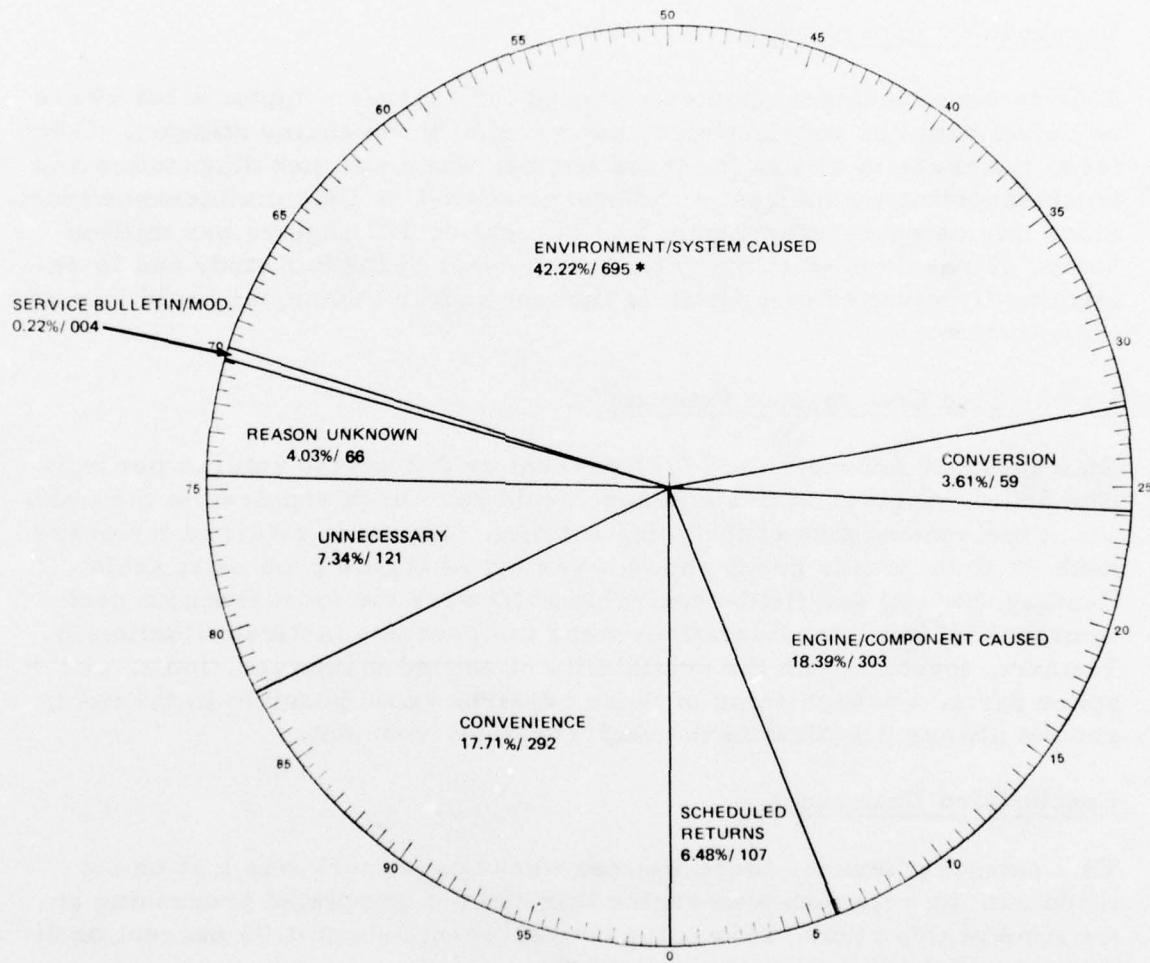 50
55
45
60
40
65
35
ENVIRONMENT/SYSTEM CAUSED
42.22%/ 695 *
SERVICE BULLETIN/MOD.
0.22%/ 004
70
30
REASON UNKNOWN
4.03%/ 66
CONVERSION
3.61%/ 59
75
25
UNNECESSARY
7.34%/ 121
ENGINE/COMPONENT CAUSED
18.39%/ 303
80
20
CONVENIENCE
17.71%/ 292
85
15
SCHEDULED
RETURNS
6.48%/ 107
90
10
95
5
0